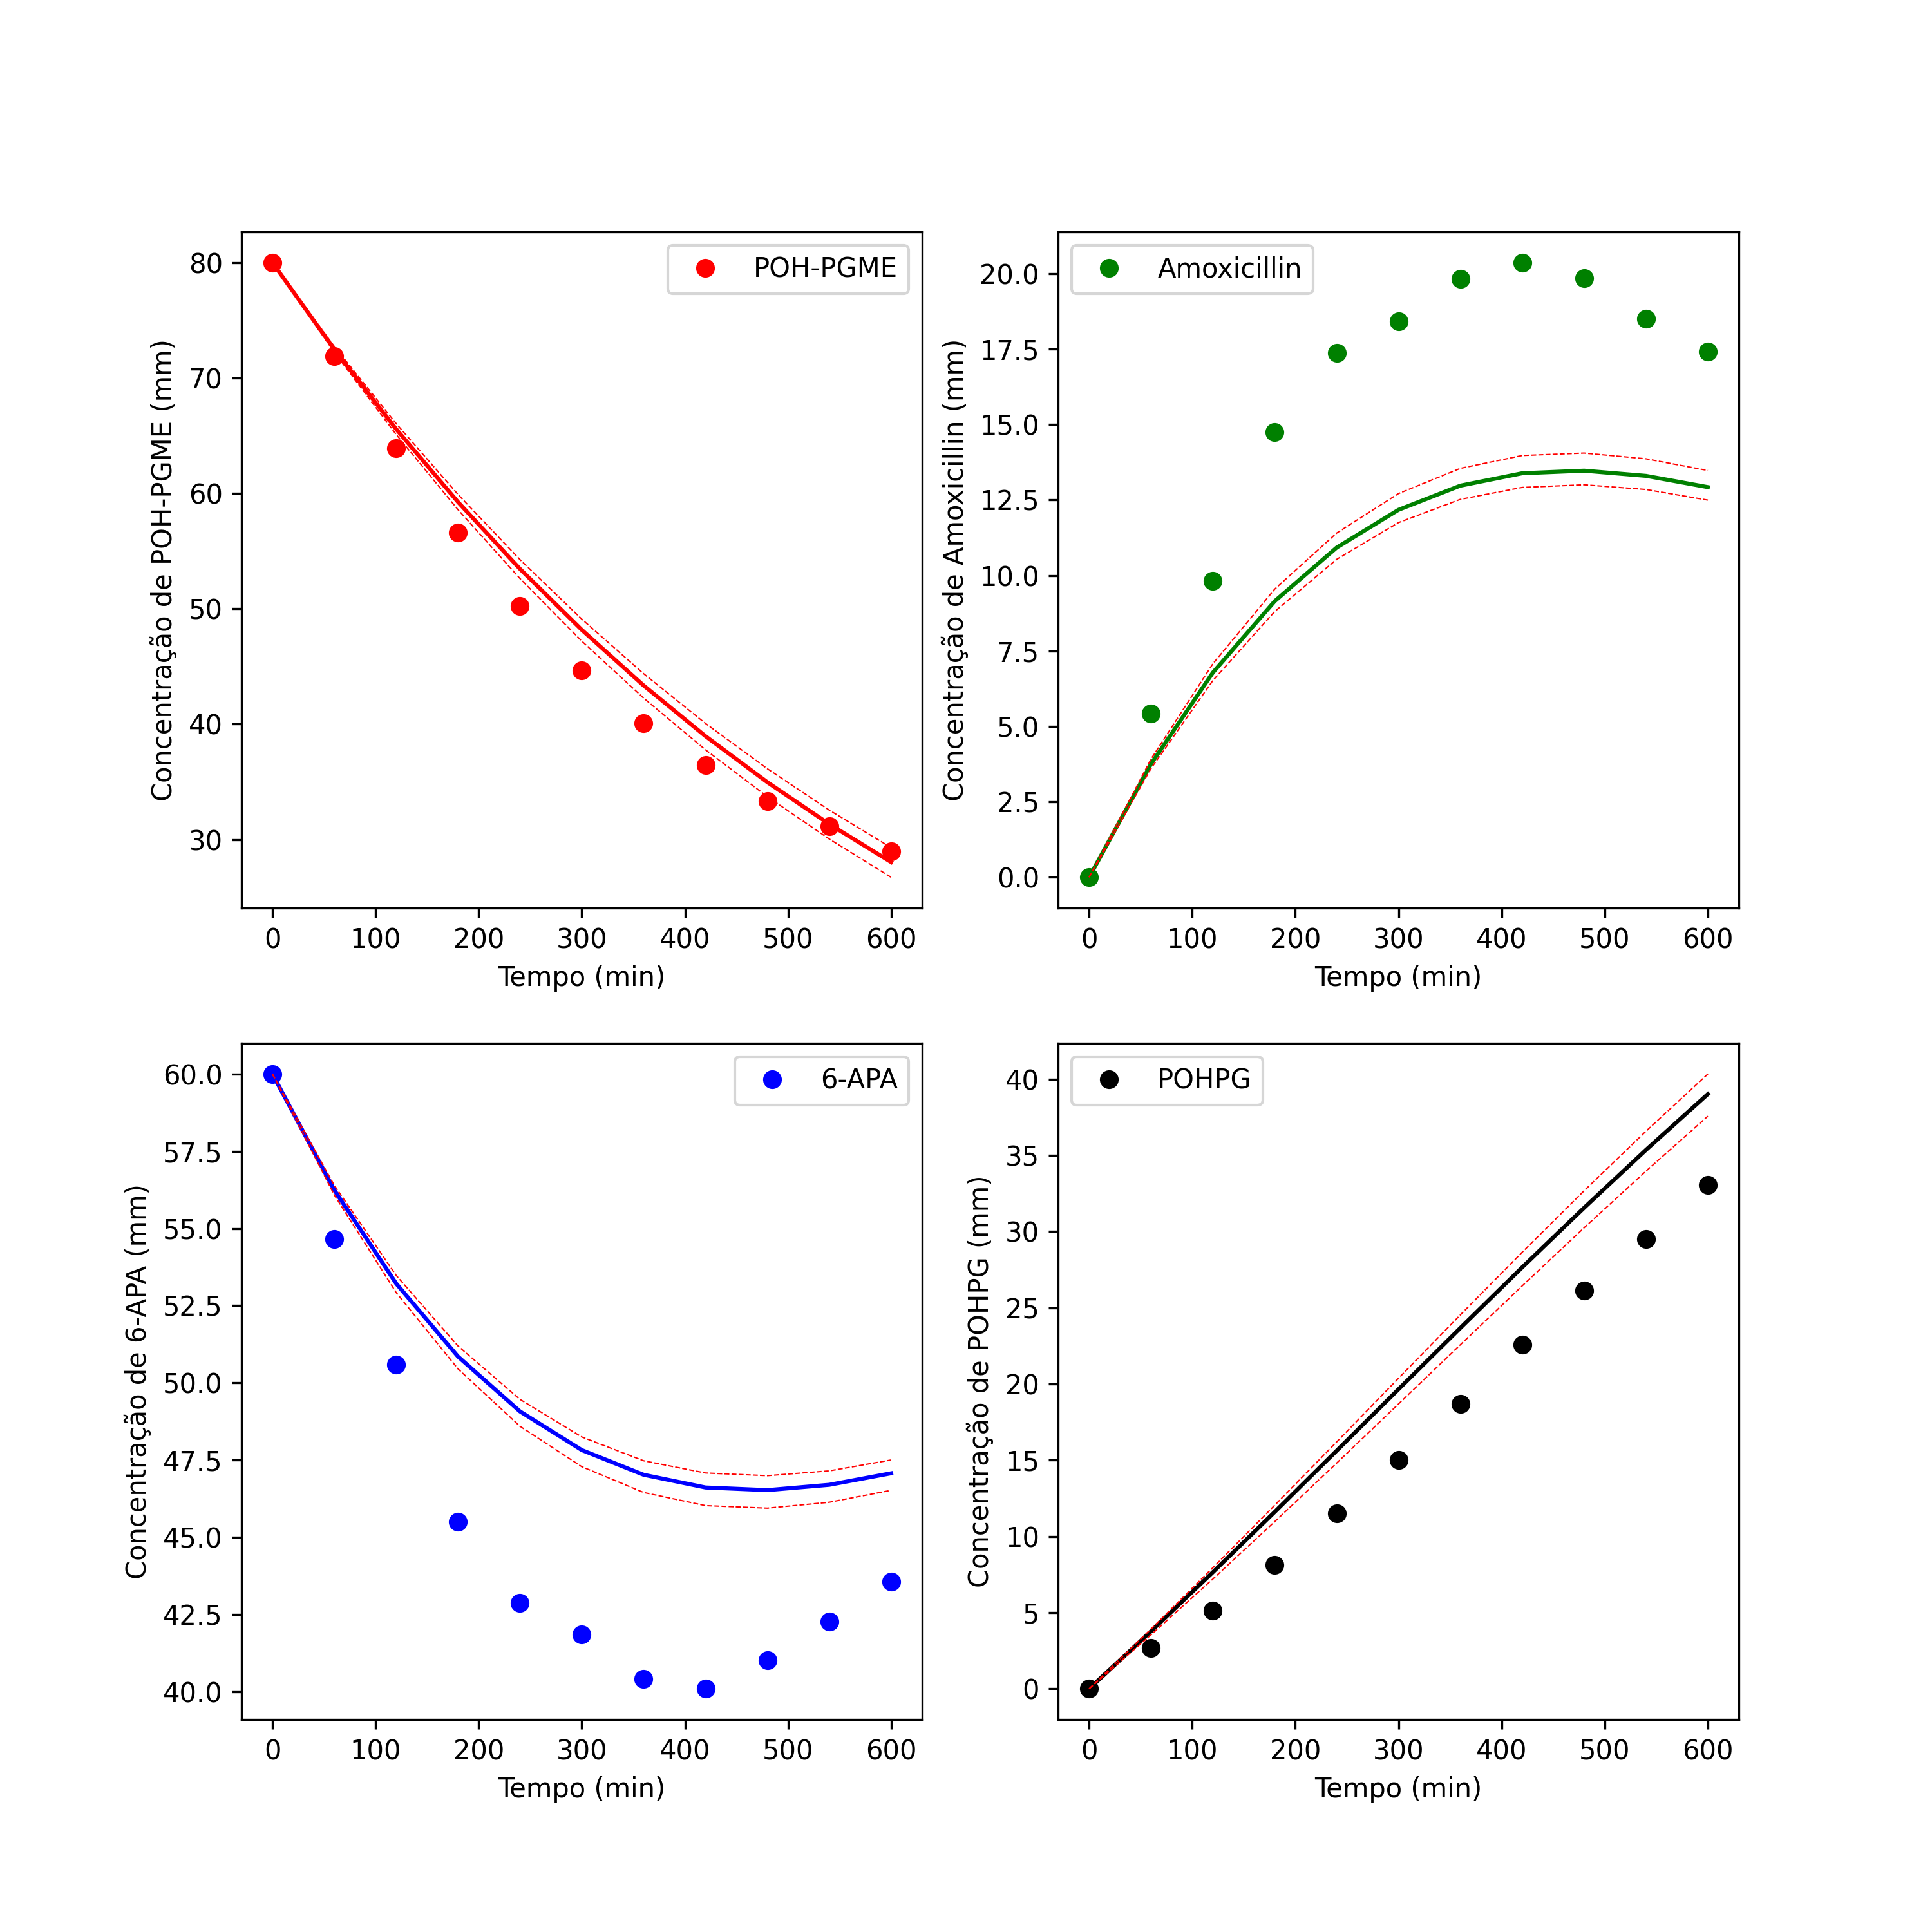 POH-PGME
Concentração de POH-PGME (mm)
80
70
60
50
40
30
0 100 200 300 400 500 600
Tempo (min)
Amoxicillin
Concentração de Amoxicillin (mm)
20.0
17.5
15.0
12.5
10.0
7.5
5.0
2.5
0.0
0 100 200 300 400 500 600
Tempo (min)
6-APA
Concentração de 6-APA (mm)
60.0
57.5
55.0
52.5
50.0
47.5
45.0
42.5
40.0
0 100 200 300 400 500 600
Tempo (min)
POHPG
Concentração de POHPG (mm)
40
35
30
25
20
15
10
5
0
0 100 200 300 400 500 600
Tempo (min)